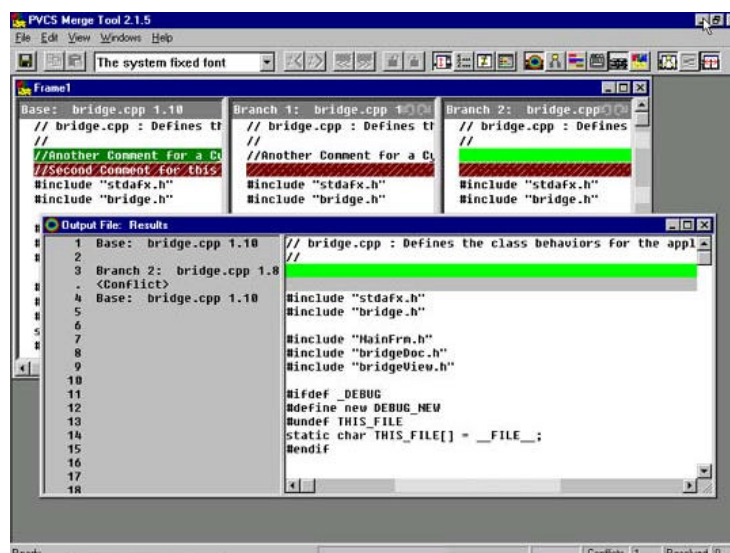 PVCS Merge Tool 2.1.5
File Edit View Windows Help
The system fixed font
Frame1
Base: bridge.cpp 1.10
// bridge.cpp : Defines th
//
//Another Comment for a Cu
//Second Comment for this
#include "stdafx.h"
#include "bridge.h"
Branch 1: bridge.cpp
// bridge.cpp : Defines th
//
//Another Comment for a Cu
#include "stdafx.h"
#include "bridge.h"
Branch 2: bridge.cpp
// bridge.cpp : Defines
//
#include "stdafx.h"
#include "bridge.h"
Output File: Results
1 Base: bridge.cpp 1.10 // bridge.cpp : Defines the class behaviors for the appl
2 //
3 Branch 2: bridge.cpp 1.8
. <Conflict>
4 Base: bridge.cpp 1.10 #include "stdafx.h"
5 #include "bridge.h"
6
7 #include "MainFrm.h"
8 #include "bridgeDoc.h"
9 #include "bridgeView.h"
10
11 #ifdef _DEBUG
12 #define new DEBUG_NEW
13 #undef THIS_FILE
14 static char THIS_FILE[] = __FILE__;
15 #endif
16
17
18
Ready Conflicts 1 Resolved 0